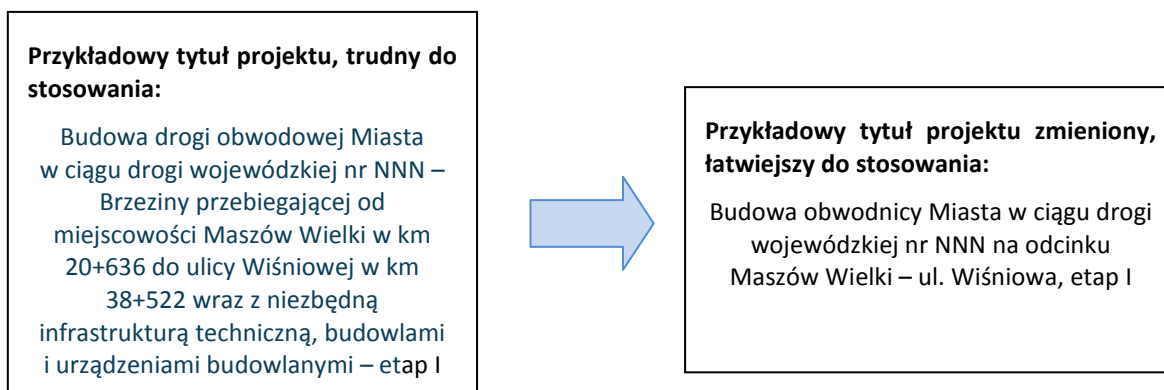 Przykładowy tytuł projektu, trudny do
stosowania:
Budowa drogi obwodowej Miasta
w ciągu drogi wojewódzkiej nr NNN –
Brzeziny przebiegającej od
miejscowości Maszów Wielki w km
20+636 do ulicy Wiśniowej w km
38+522 wraz z niezbędną
infrastrukturą techniczną, budowlami
i urządzeniami budowlanymi – etap I
Przykładowy tytuł projektu zmieniony,
łatwiejszy do stosowania:
Budowa obwodnicy Miasta w ciągu drogi
wojewódzkiej nr NNN na odcinku
Maszów Wielki – ul. Wiśniowa, etap I